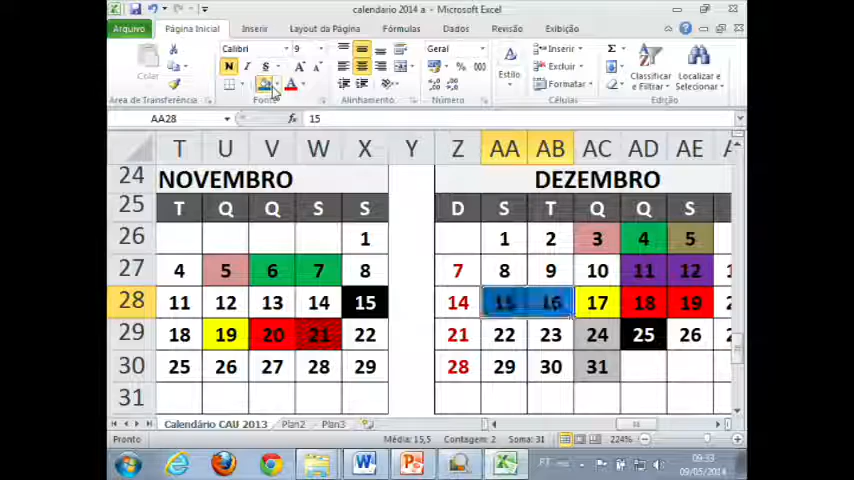 calendario 2014 a - Microsoft Excel
Arquivo Página Inicial Inserir Layout da Página Fórmulas Dados Revisão Exibição
Colar Calibri 9 Geral Estilo Inserir Excluir Formatar Classificar e Filtrar Localizar e Selecionar
N I S A A
Área de Transferência Fonte Alinhamento Número Células Edição
AA28 fx 15
T U V W X Y Z AA AB AC AD AE
24 NOVEMBRO DEZEMBRO
25 T Q Q S S D S T Q Q S
26 1 1 2 3 4 5
27 4 5 6 7 8 7 8 9 10 11 12
28 11 12 13 14 15 14 15 16 17 18 19
29 18 19 20 21 22 21 22 23 24 25 26
30 25 26 27 28 29 28 29 30 31
31
Calendário CAU 2013 Plan2 Plan3
Pronto Média: 15,5 Contagem: 2 Soma: 31 224%
PT 09:33
09/05/2014